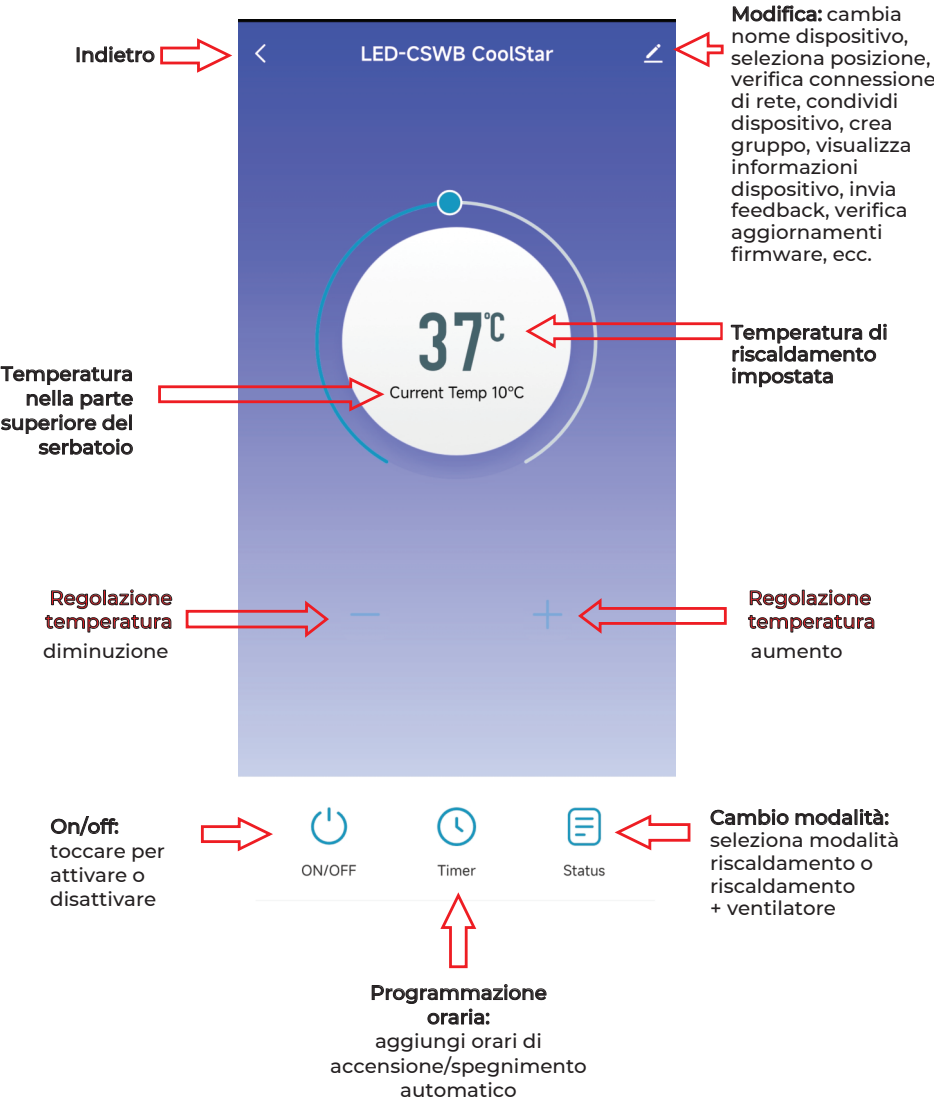 Indietro
LED-CSWB CoolStar
Modifica: cambia
nome dispositivo,
seleziona posizione,
verifica connessione
di rete, condividi
dispositivo, crea
gruppo, visualizza
informazioni
dispositivo, invia
feedback, verifica
aggiornamenti
firmware, ecc.
37°C
Current Temp 10°C
Temperatura di
riscaldamento
impostata
Temperatura
nella parte
superiore del
serbatoio
Regolazione
temperatura
diminuzione
Regolazione
temperatura
aumento
On/off:
toccare per
attivare o
disattivare
ON/OFF
Timer
Status
Cambio modalità:
seleziona modalità
riscaldamento o
riscaldamento
+ ventilatore
Programmazione
oraria:
aggiungi orari di
accensione/spegnimento
automatico